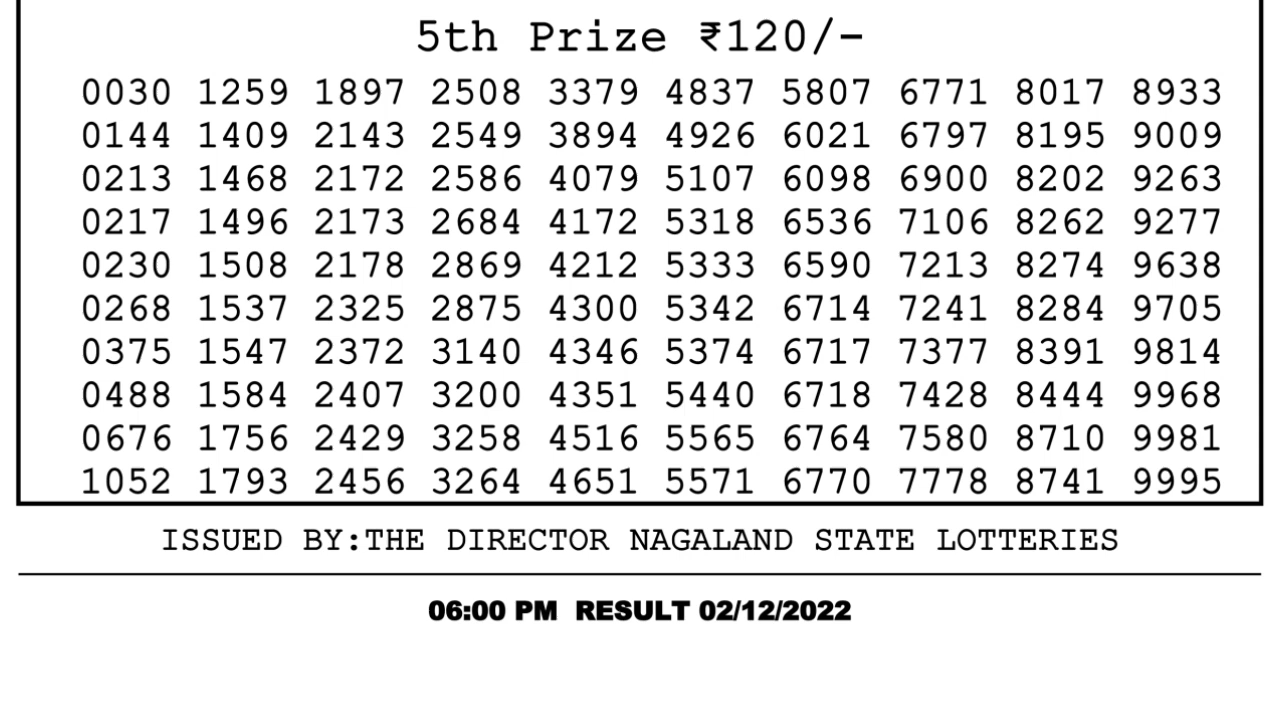 5th Prize ₹120/-
0030 1259 1897 2508 3379 4837 5807 6771 8017 8933
0144 1409 2143 2549 3894 4926 6021 6797 8195 9009
0213 1468 2172 2586 4079 5107 6098 6900 8202 9263
0217 1496 2173 2684 4172 5318 6536 7106 8262 9277
0230 1508 2178 2869 4212 5333 6590 7213 8274 9638
0268 1537 2325 2875 4300 5342 6714 7241 8284 9705
0375 1547 2372 3140 4346 5374 6717 7377 8391 9814
0488 1584 2407 3200 4351 5440 6718 7428 8444 9968
0676 1756 2429 3258 4516 5565 6764 7580 8710 9981
1052 1793 2456 3264 4651 5571 6770 7778 8741 9995
ISSUED BY:THE DIRECTOR NAGALAND STATE LOTTERIES
06:00 PM RESULT 02/12/2022